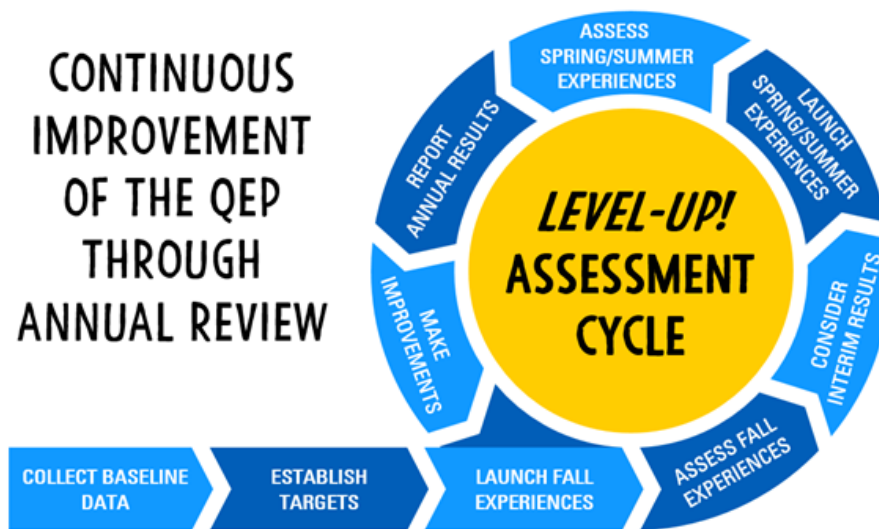 CONTINUOUS
IMPROVEMENT
OF THE QEP
THROUGH
ANNUAL REVIEW
LEVEL-UP!
ASSESSMENT
CYCLE
COLLECT BASELINE
DATA
ESTABLISH
TARGETS
LAUNCH FALL
EXPERIENCES
ASSESS FALL
EXPERIENCES
CONSIDER
INTERIM RESULTS
LAUNCH
SPRING/SUMMER
EXPERIENCES
ASSESS
SPRING/SUMMER
EXPERIENCES
REPORT
ANNUAL RESULTS
MAKE
IMPROVEMENTS